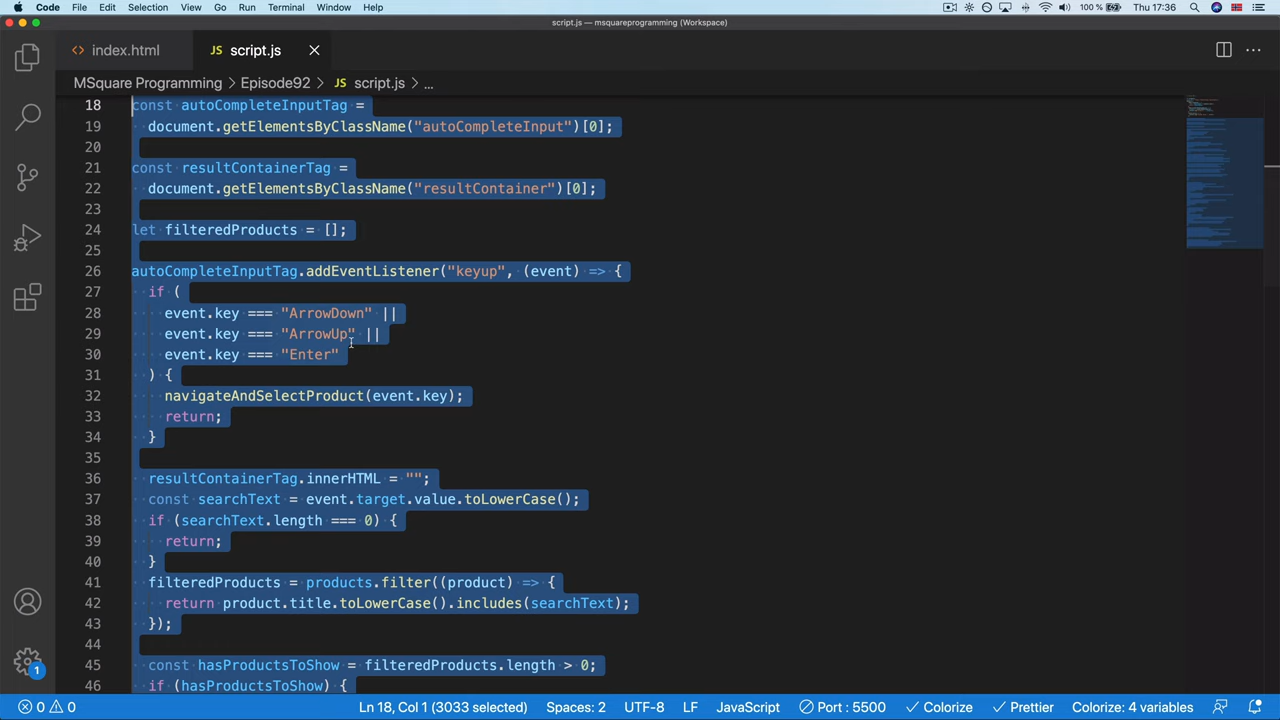 Code File Edit Selection View Go Run Terminal Window Help 100 % Thu 17:36
script.js — msquareprogramming (Workspace)
<> index.html JS script.js ×
MSquare Programming > Episode92 > JS script.js > ...
18 const autoCompleteInputTag =
19 document.getElementsByClassName("autoCompleteInput")[0];
20
21 const resultContainerTag =
22 document.getElementsByClassName("resultContainer")[0];
23
24 let filteredProducts = [];
25
26 autoCompleteInputTag.addEventListener("keyup", (event) => {
27 if (
28 event.key === "ArrowDown" ||
29 event.key === "ArrowUp" ||
30 event.key === "Enter"
31 ) {
32 navigateAndSelectProduct(event.key);
33 return;
34 }
35
36 resultContainerTag.innerHTML = "";
37 const searchText = event.target.value.toLowerCase();
38 if (searchText.length === 0) {
39 return;
40 }
41 filteredProducts = products.filter((product) => {
42 return product.title.toLowerCase().includes(searchText);
43 });
44
45 const hasProductsToShow = filteredProducts.length > 0;
46 if (hasProductsToShow) {
1
0 0 Ln 18, Col 1 (3033 selected) Spaces: 2 UTF-8 LF JavaScript Port : 5500 Colorize Prettier Colorize: 4 variables